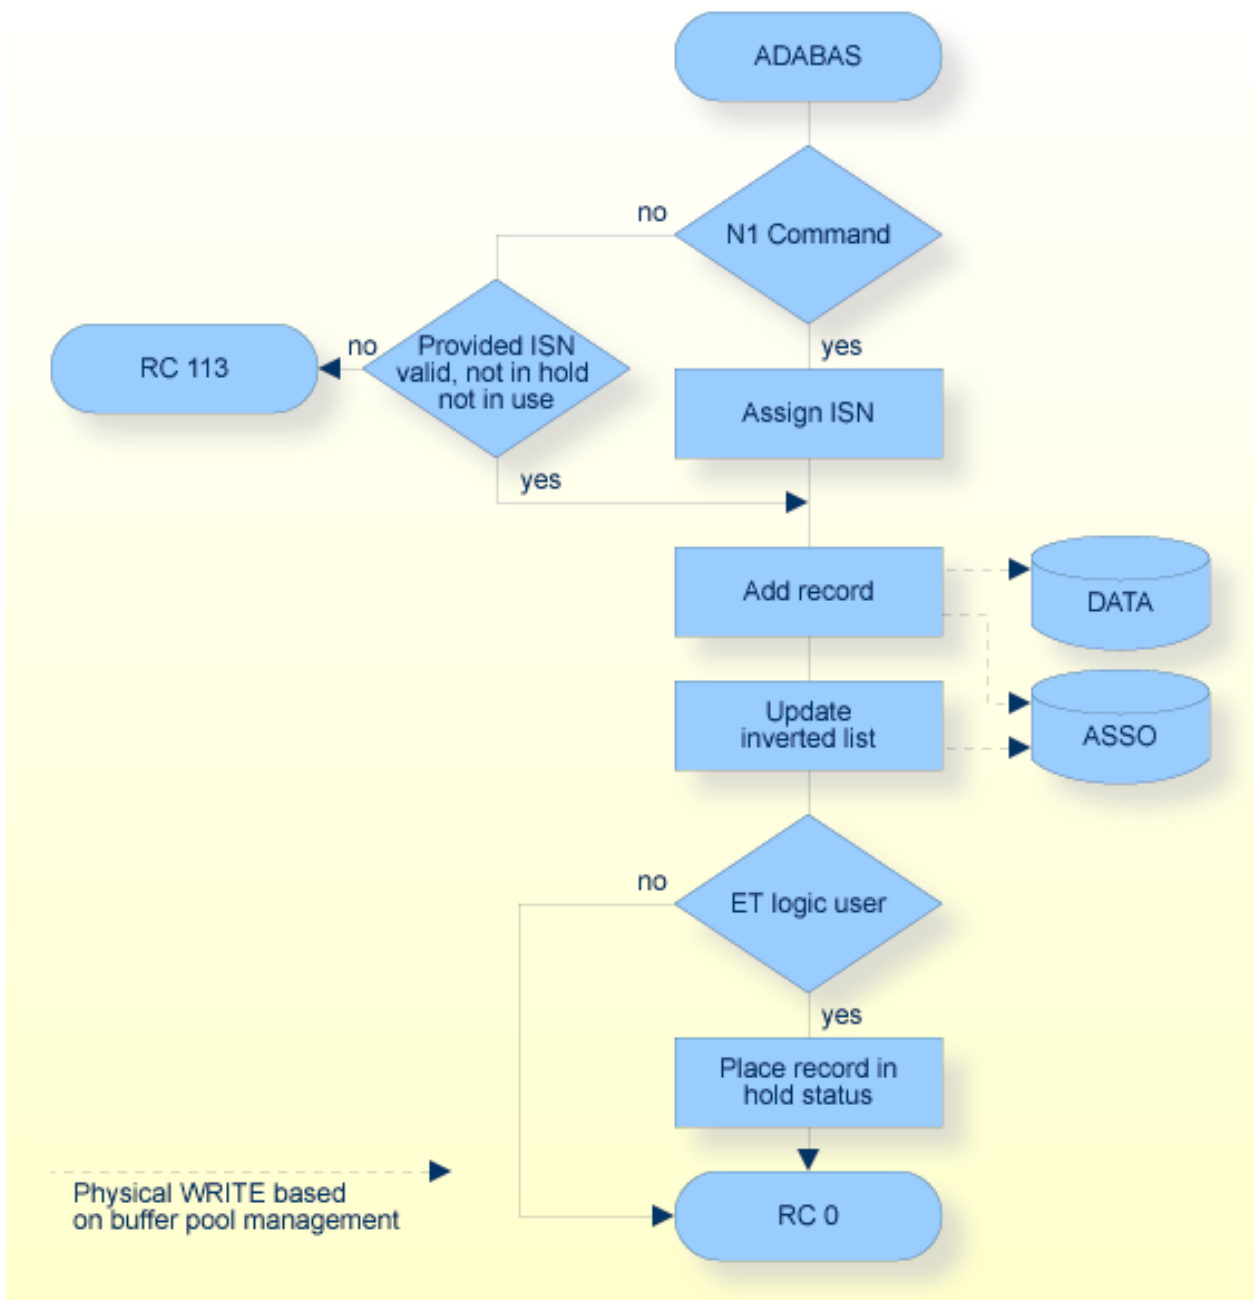 ADABAS
no
N1 Command
RC 113
no
Provided ISN
valid, not in hold
not in use
yes
Assign ISN
yes
Add record
DATA
Update
inverted list
ASSO
no
ET logic user
yes
Place record in
hold status
Physical WRITE based
on buffer pool management
RC 0